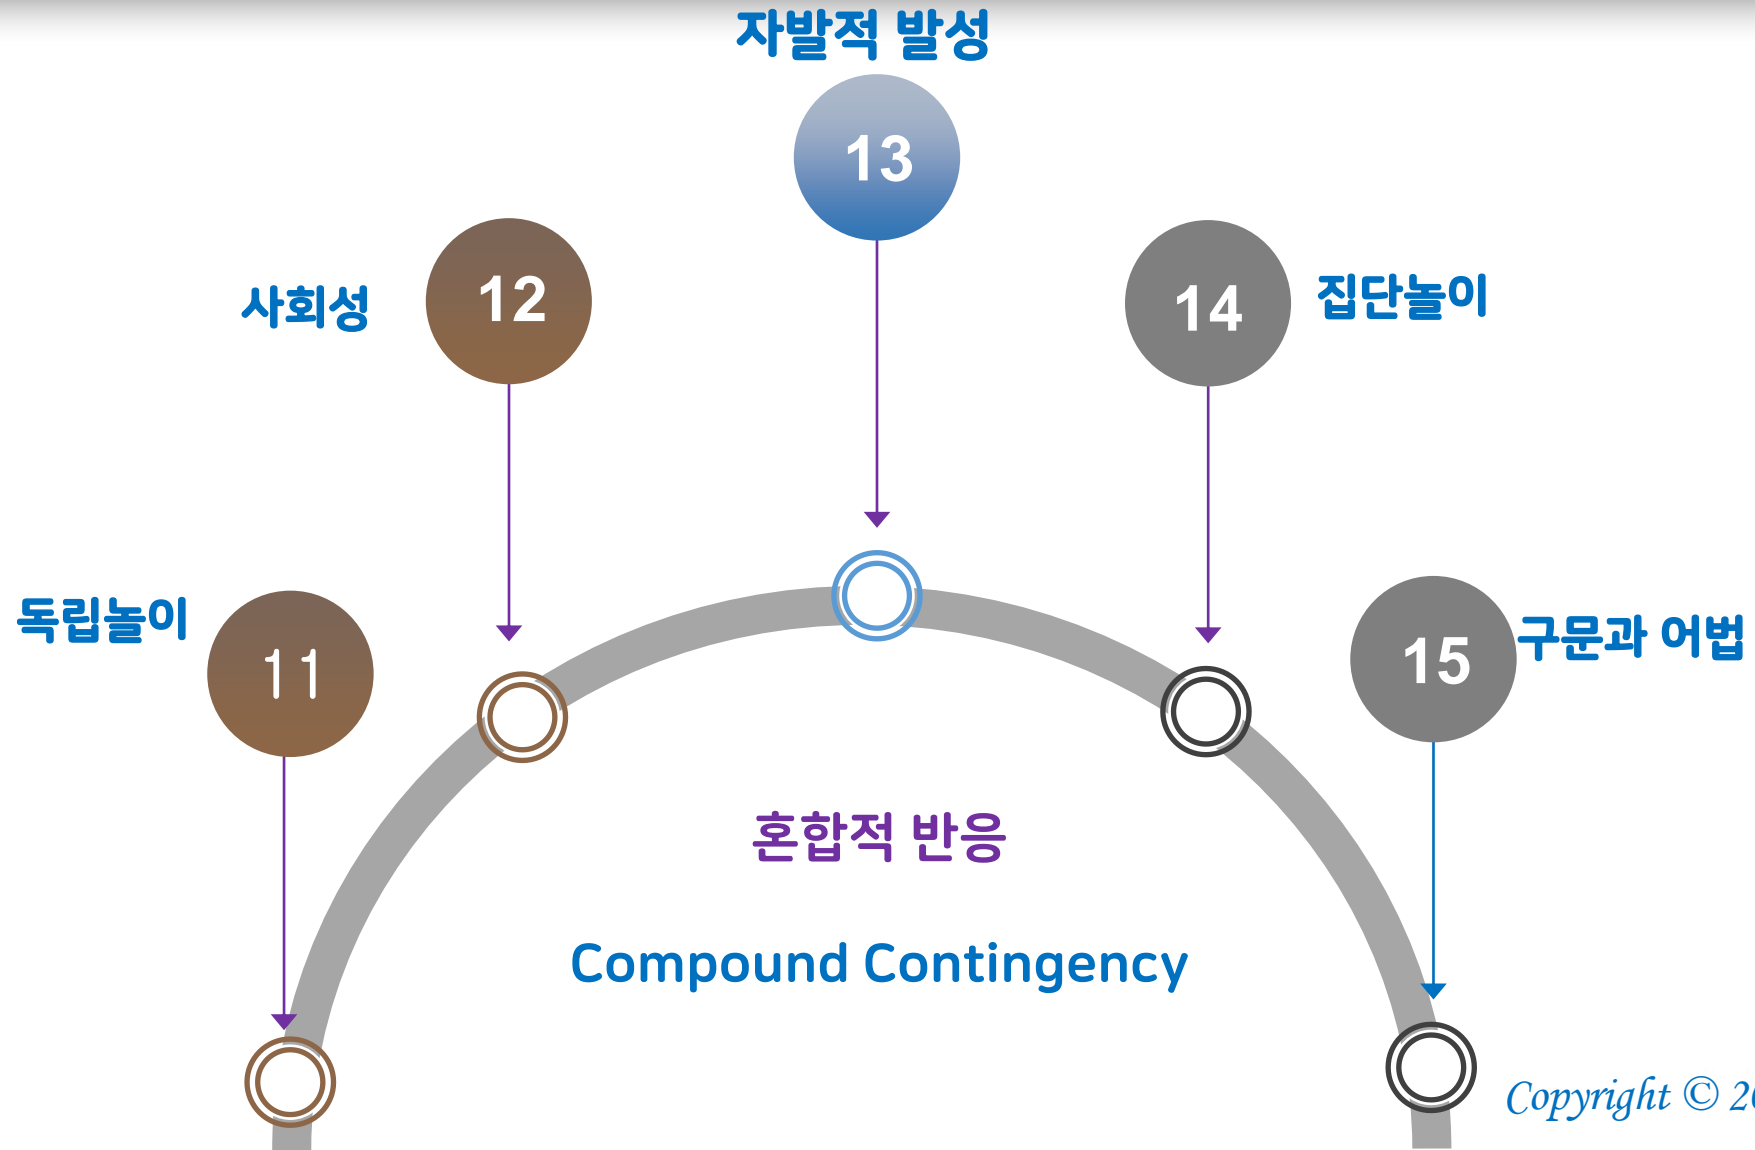 자발적 발성
13
사회성
12
14
집단놀이
독립놀이
11
15
구문과 어법
혼합적 반응
Compound Contingency
Copyright ©